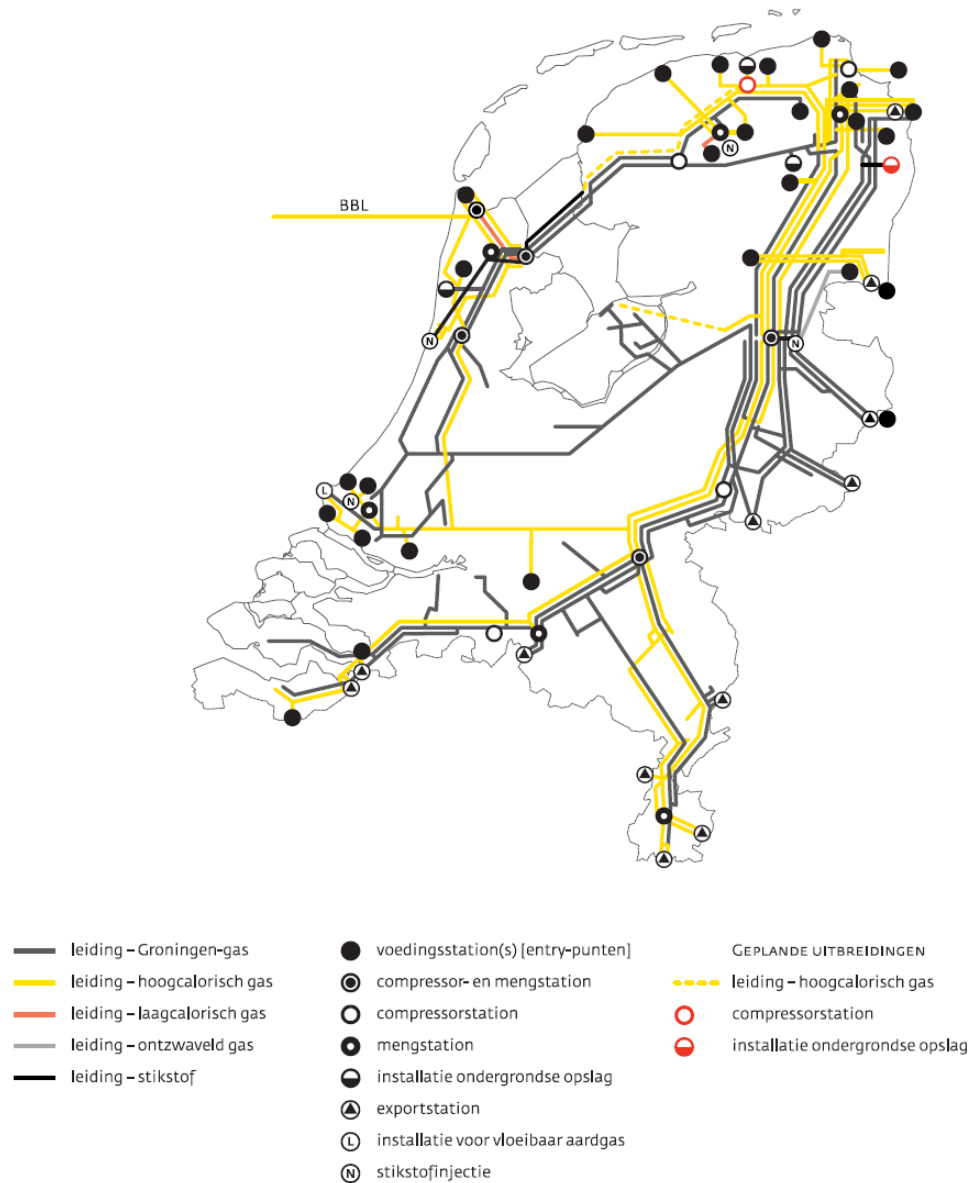 BBL
N
N
N
L
N
N
leiding – Groningen-gas
leiding – hoogcalorisch gas
leiding – laagcalorisch gas
leiding – ontzwaveld gas
leiding – stikstof
voedingsstation(s) [entry-punten]
compressor- en mengstation
compressorstation
mengstation
installatie ondergrondse opslag
exportstation
L installatie voor vloeibaar aardgas
N stikstofinjectie
GEPLANDE UITBREIDINGEN
leiding – hoogcalorisch gas
compressorstation
installatie ondergrondse opslag